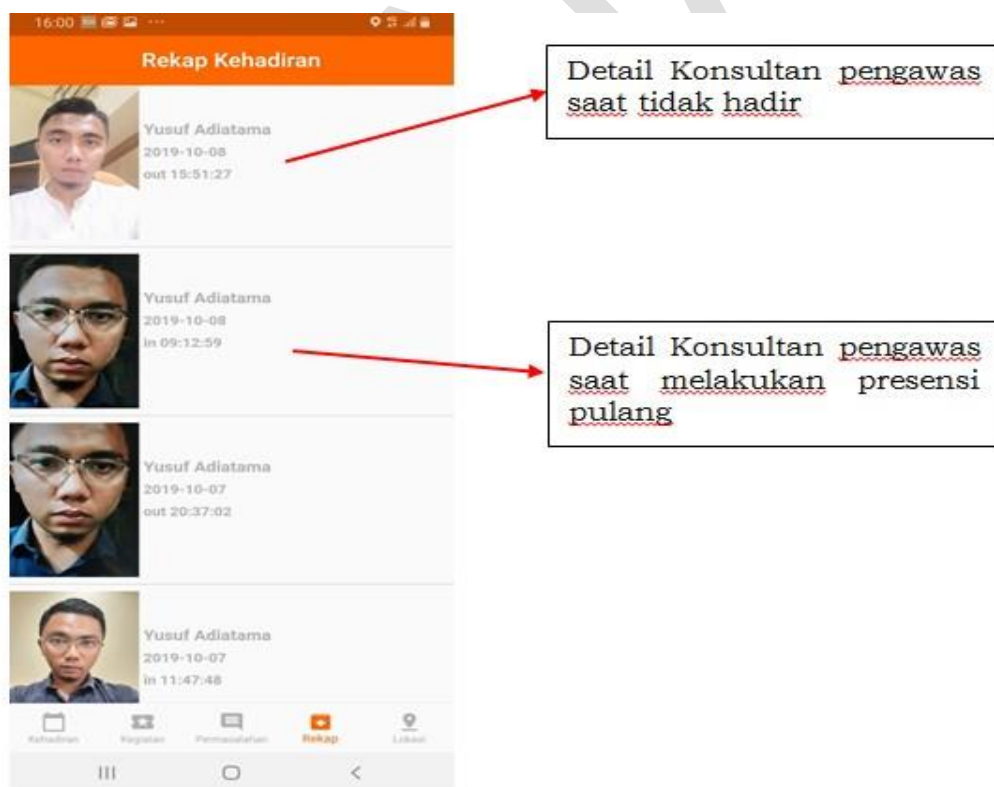 16:00
Rekap Kehadiran
Yusuf Adiatama
2019-10-08
out 15:51:27
Detail Konsultan pengawas
saat tidak hadir
Yusuf Adiatama
2019-10-08
in 09:12:59
Detail Konsultan pengawas
saat melakukan presensi
pulang
Yusuf Adiatama
2019-10-07
out 20:37:02
Yusuf Adiatama
2019-10-07
in 11:47:48
Kehadiran Kegiatan Permasalahan Rekap Lokasi